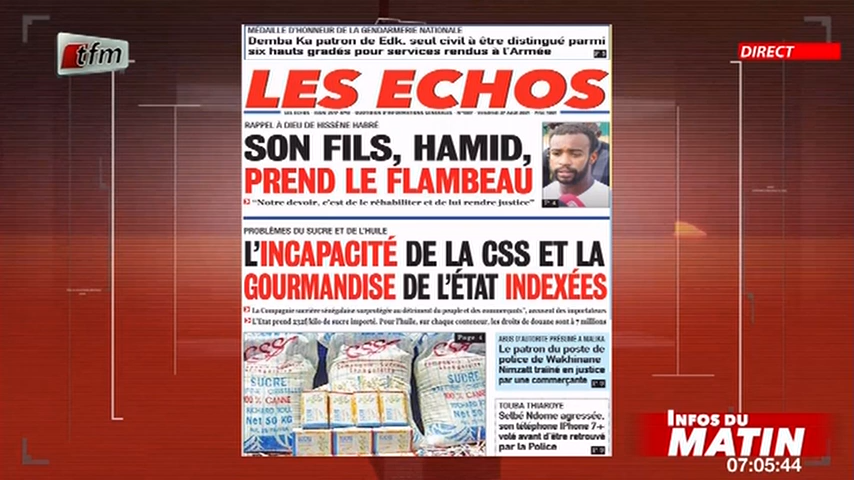 tfm
DIRECT
MÉDAILLE D'HONNEUR DE LA GENDARMERIE NATIONALE
Demba Ka patron de Edk, seul civil à être distingué parmi
six hauts gradés pour services rendus à l'Armée
LES ECHOS
RAPPEL À DIEU DE HISSÈNE HABRÉ
SON FILS, HAMID,
PREND LE FLAMBEAU
"Notre devoir, c'est de le réhabiliter et de lui rendre justice"
P. 4
PROBLÈMES DU SUCRE ET DE L'HUILE
L'INCAPACITÉ DE LA CSS ET LA
GOURMANDISE DE L'ÉTAT INDEXÉES
"La Compagnie sucrière sénégalaise surprotégée au détriment du peuple et des commerçants", accusent des importateurs
L'Etat prend 232f/kilo de sucre importé. Pour l'huile, sur chaque conteneur, les droits de douane sont à 7 millions
Page 4
CSS
SUCRE
100% CANNE
Net 50 KG
ABUS D'AUTORITÉ PRÉSUMÉ A MALIKA
Le patron du poste de
police de Wakhinane
Nimzatt traîné en justice
par une commerçante
TOUBA THIAROYE
Selbé Ndome agressée,
son téléphone IPhone 7+
volé avant d'être retrouvé
par la Police
INFOS DU
MATIN
07:05:44